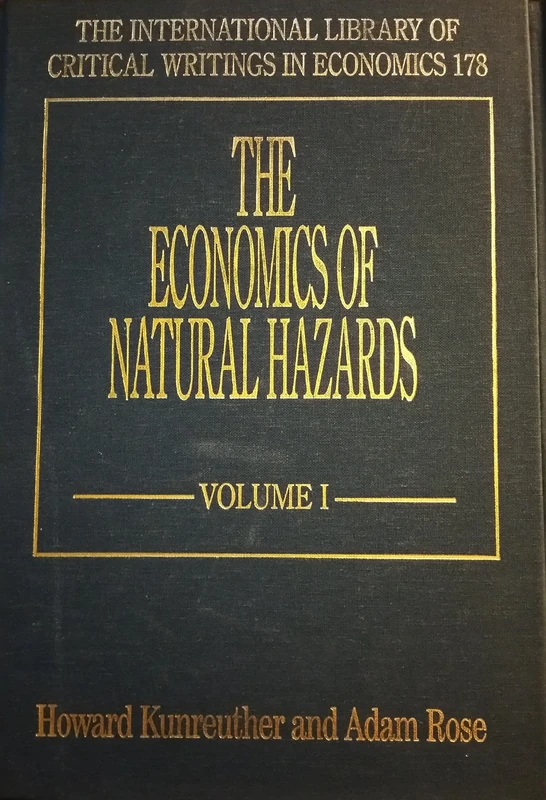 THE INTERNATIONAL LIBRARY OF
CRITICAL WRITINGS IN ECONOMICS 178
THE
ECONOMICS OF
NATURAL HAZARDS
VOLUME I
Howard Kunreuther and Adam Rose